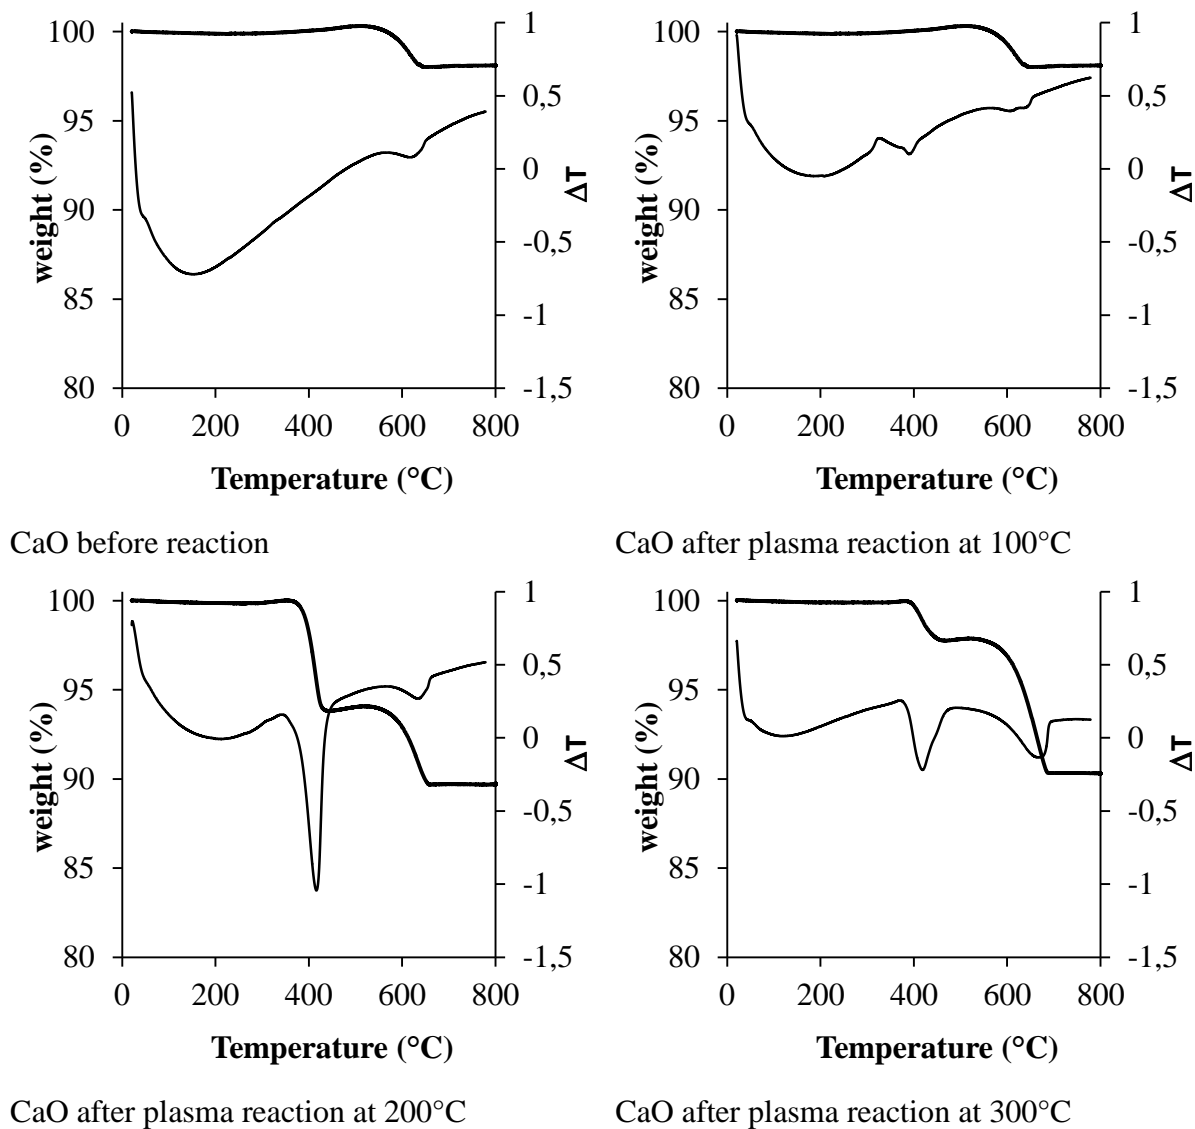 100
95
90
85
80
weight (%)
1
0,5
0
-0,5
-1
-1,5
ΔT
0 200 400 600 800
Temperature (°C)
CaO before reaction
100
95
90
85
80
weight (%)
1
0,5
0
-0,5
-1
-1,5
ΔT
0 200 400 600 800
Temperature (°C)
CaO after plasma reaction at 100°C
100
95
90
85
80
weight (%)
1
0,5
0
-0,5
-1
-1,5
ΔT
0 200 400 600 800
Temperature (°C)
CaO after plasma reaction at 200°C
100
95
90
85
80
weight (%)
1
0,5
0
-0,5
-1
-1,5
ΔT
0 200 400 600 800
Temperature (°C)
CaO after plasma reaction at 300°C